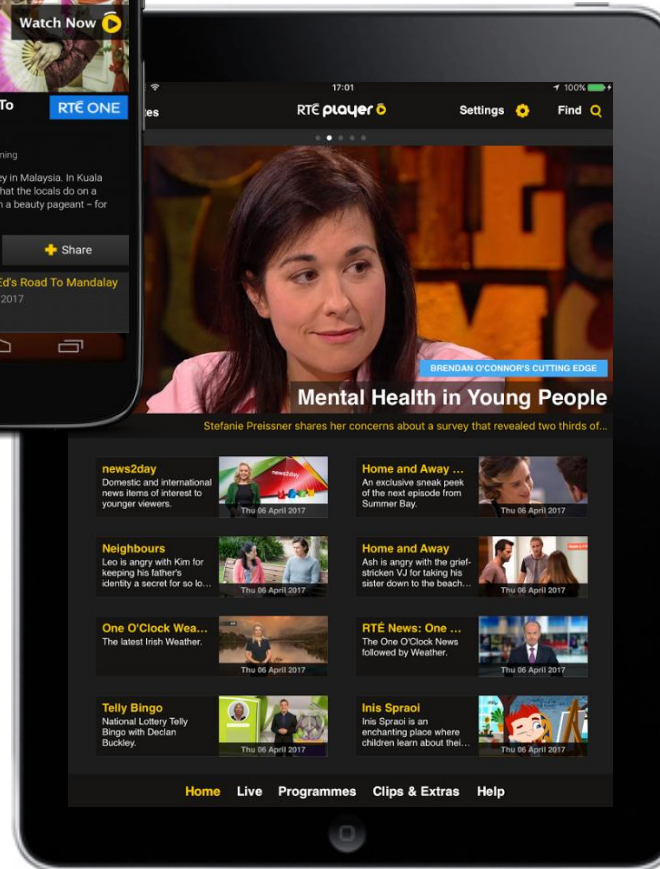 Watch Now
To
RTÉ ONE
ming
ey in Malaysia. In Kuala
hat the locals do on a
n a beauty pageant – for
Share
Ed's Road To Mandalay
2017
17:01
100%
tes
RTÉ player
Settings
Find
BRENDAN O'CONNOR'S CUTTING EDGE
Mental Health in Young People
Stefanie Preissner shares her concerns about a survey that revealed two thirds of...
news2day
Domestic and international
news items of interest to
younger viewers.
news2day
Thu 06 April 2017
Home and Away ...
An exclusive sneak peek
of the next episode from
Summer Bay.
Thu 06 April 2017
Neighbours
Leo is angry with Kim for
keeping his father's
identity a secret for so lo...
Thu 06 April 2017
Home and Away
Ash is angry with the grief-
stricken VJ for taking his
sister down to the beach...
Thu 06 April 2017
One O'Clock Wea...
The latest Irish Weather.
Thu 06 April 2017
RTÉ News: One ...
The One O'Clock News
followed by Weather.
Thu 06 April 2017
Telly Bingo
National Lottery Telly
Bingo with Declan
Buckley.
Thu 06 April 2017
Inis Spraoi
Inis Spraoi is an
enchanting place where
children learn about thei...
Thu 06 April 2017
Home
Live
Programmes
Clips & Extras
Help